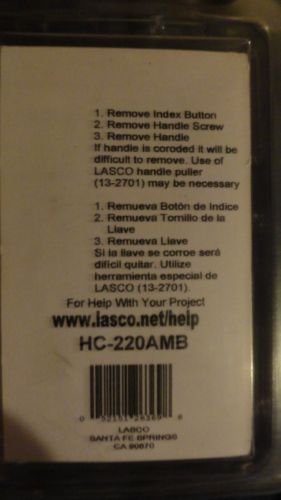 1. Remove Index Button
2. Remove Handle Screw
3. Remove Handle
If handle is coroded it will be
difficult to remove. Use of
LASCO handle puller
(13-2701) may be necessary
1. Remueva Botón de Indice
2. Remueva Tornillo de la
Llave
3. Remueva Llave
Si la llave se corroe será
difícil quitar. Utilize
herramienta especial de
LASCO (13-2701).
For Help With Your Project
www.lasco.net/help
HC-220AMB
LASCO
SANTA FE SPRINGS
CA 90670